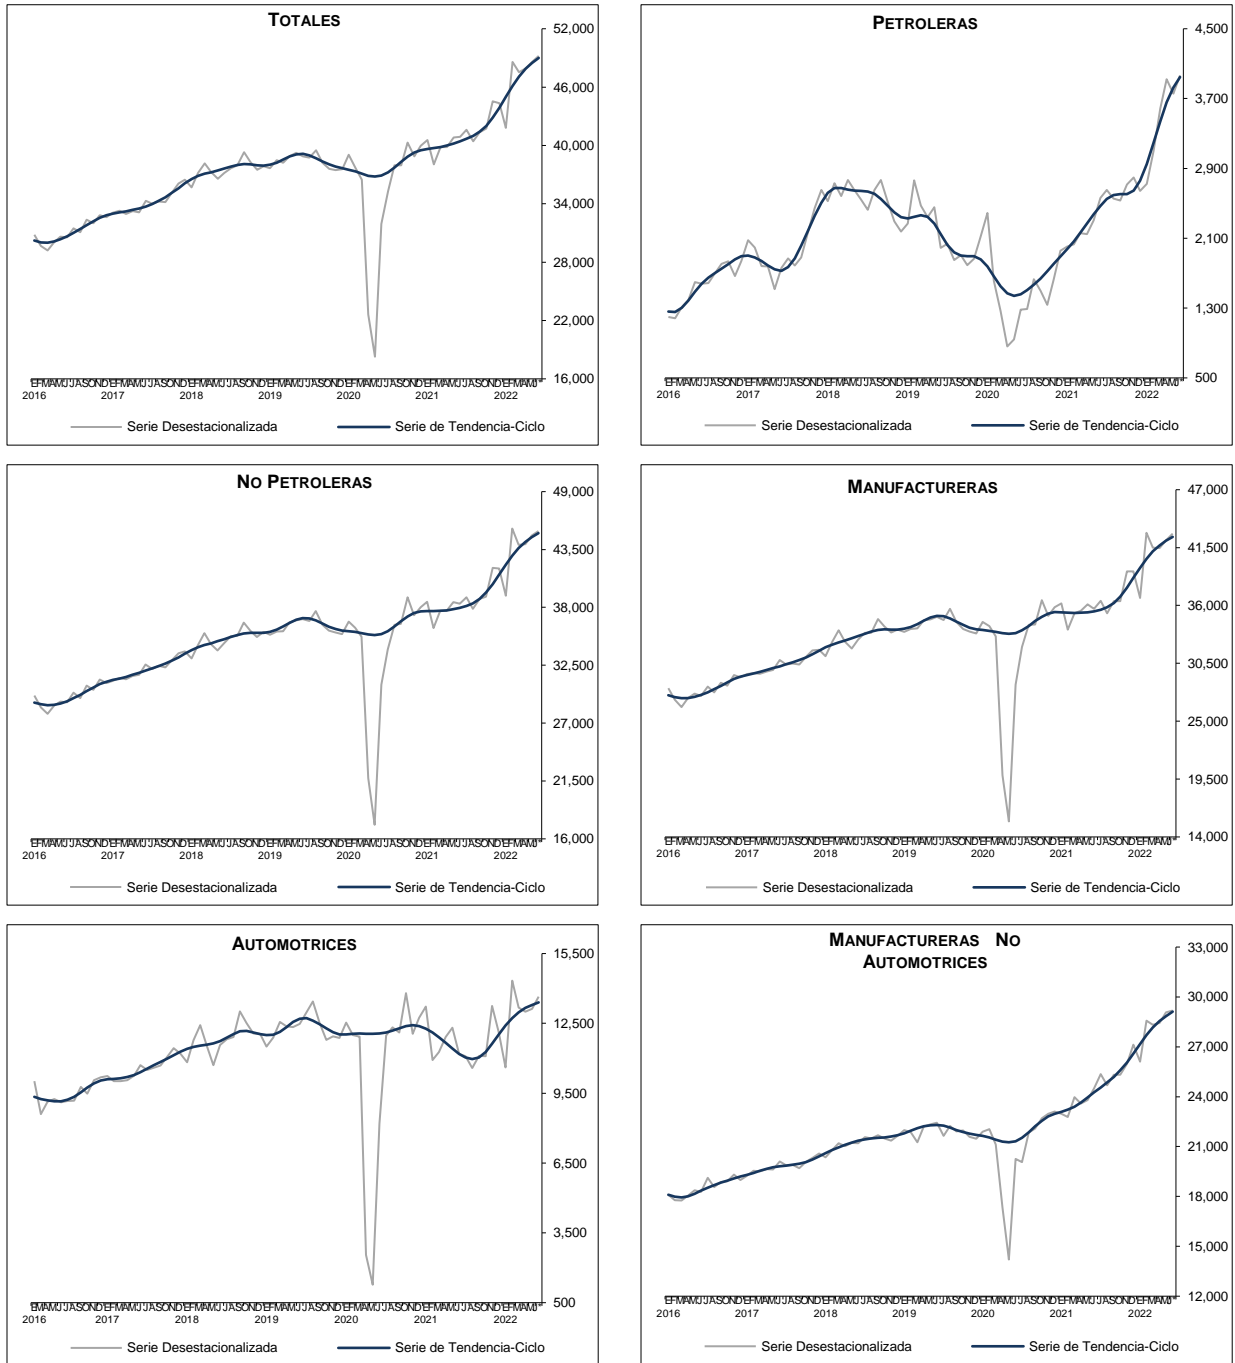 TOTALES
52,000
46,000
40,000
34,000
28,000
22,000
16,000
2016 2017 2018 2019 2020 2021 2022
Serie Desestacionalizada Serie de Tendencia-Ciclo
PETROLERAS
4,500
3,700
2,900
2,100
1,300
500
2016 2017 2018 2019 2020 2021 2022
Serie Desestacionalizada Serie de Tendencia-Ciclo
NO PETROLERAS
49,000
43,500
38,000
32,500
27,000
21,500
16,000
2016 2017 2018 2019 2020 2021 2022
Serie Desestacionalizada Serie de Tendencia-Ciclo
MANUFACTURERAS
47,000
41,500
36,000
30,500
25,000
19,500
14,000
2016 2017 2018 2019 2020 2021 2022
Serie Desestacionalizada Serie de Tendencia-Ciclo
AUTOMOTRICES
15,500
12,500
9,500
6,500
3,500
500
2016 2017 2018 2019 2020 2021 2022
Serie Desestacionalizada Serie de Tendencia-Ciclo
MANUFACTURERAS NO
AUTOMOTRICES
33,000
30,000
27,000
24,000
21,000
18,000
15,000
12,000
2016 2017 2018 2019 2020 2021 2022
Serie Desestacionalizada Serie de Tendencia-Ciclo